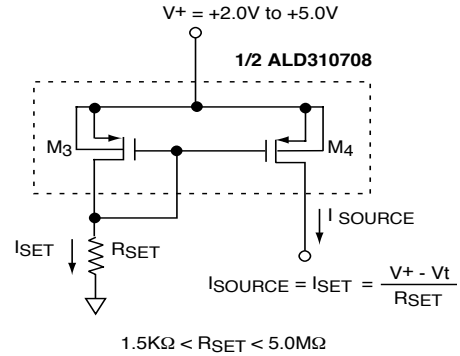 V+ = +2.0V to +5.0V
1/2 ALD310708
M3
M4
I SOURCE
ISET
RSET
ISOURCE = ISET = V+ - Vt / RSET
1.5KΩ < RSET < 5.0MΩ